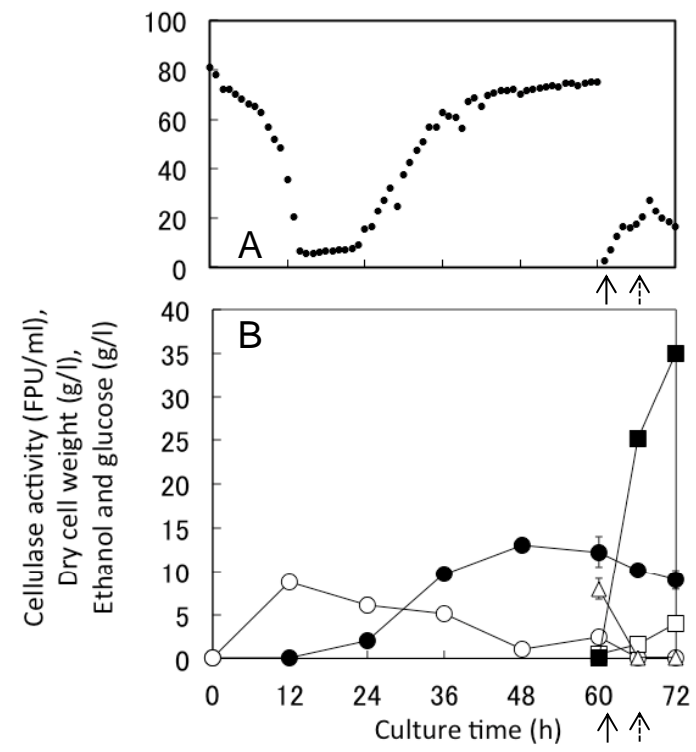 100
80
60
40
20
0
A
Cellulase activity (FPU/ml),
Dry cell weight (g/l),
Ethanol and glucose (g/l)
40
35
30
25
20
15
10
5
0
B
0 12 24 36 48 60 72
Culture time (h)